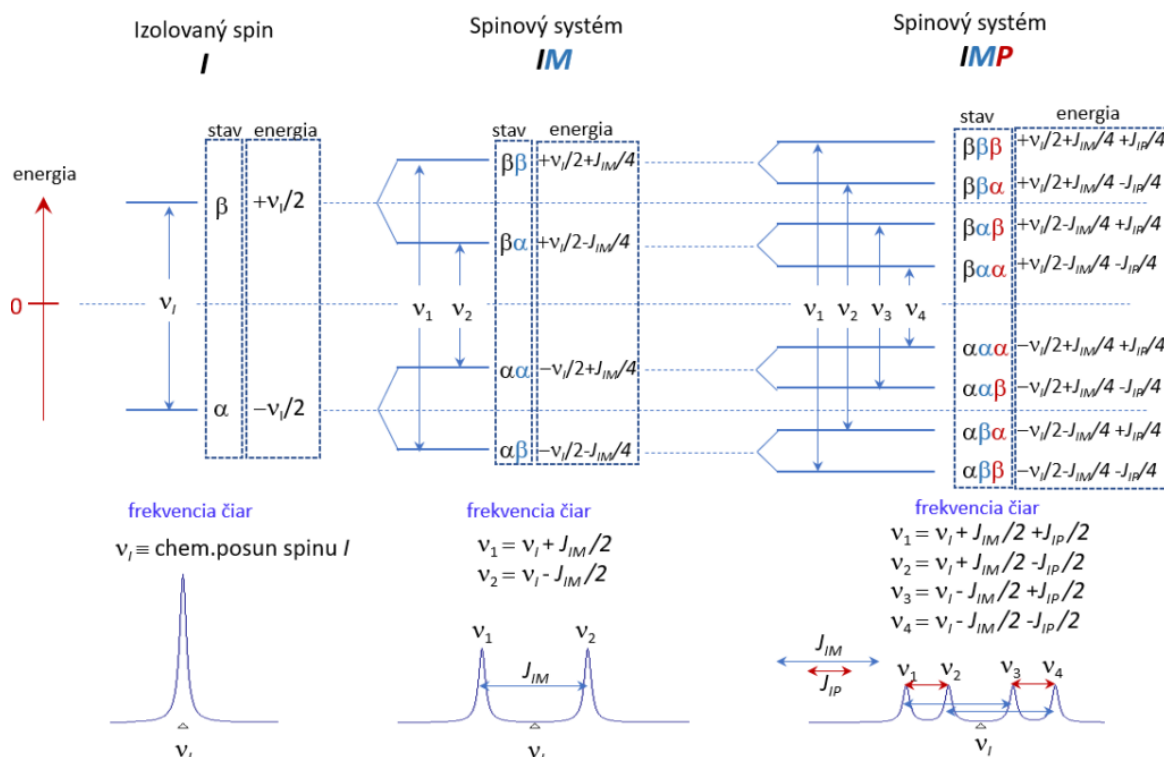 Izolovaný spin
I
Spinový systém
IM
Spinový systém
IMP
energia
0
stav energia
β +νI/2
α −νI/2
νI
stav energia
ββ +νI/2+JIM/4
βα +νI/2-JIM/4
αα −νI/2+JIM/4
αβ −νI/2-JIM/4
ν1 ν2
stav energia
βββ +νI/2+JIM/4 +JIP/4
ββα +νI/2+JIM/4 -JIP/4
βαβ +νI/2-JIM/4 +JIP/4
βαα +νI/2-JIM/4 -JIP/4
ν1 ν2 ν3 ν4
ααα −νI/2+JIM/4 +JIP/4
ααβ −νI/2+JIM/4 -JIP/4
αβα −νI/2-JIM/4 +JIP/4
αββ −νI/2-JIM/4 -JIP/4
frekvencia čiar
νI ≡ chem.posun spinu I
νI
frekvencia čiar
ν1 = νI + JIM/2
ν2 = νI - JIM/2
ν1 ν2
JIM
νI
frekvencia čiar
ν1 = νI + JIM/2 +JIP/2
ν2 = νI + JIM/2 -JIP/2
ν3 = νI - JIM/2 +JIP/2
ν4 = νI - JIM/2 -JIP/2
JIM
JIP
ν1 ν2 ν3 ν4
νI